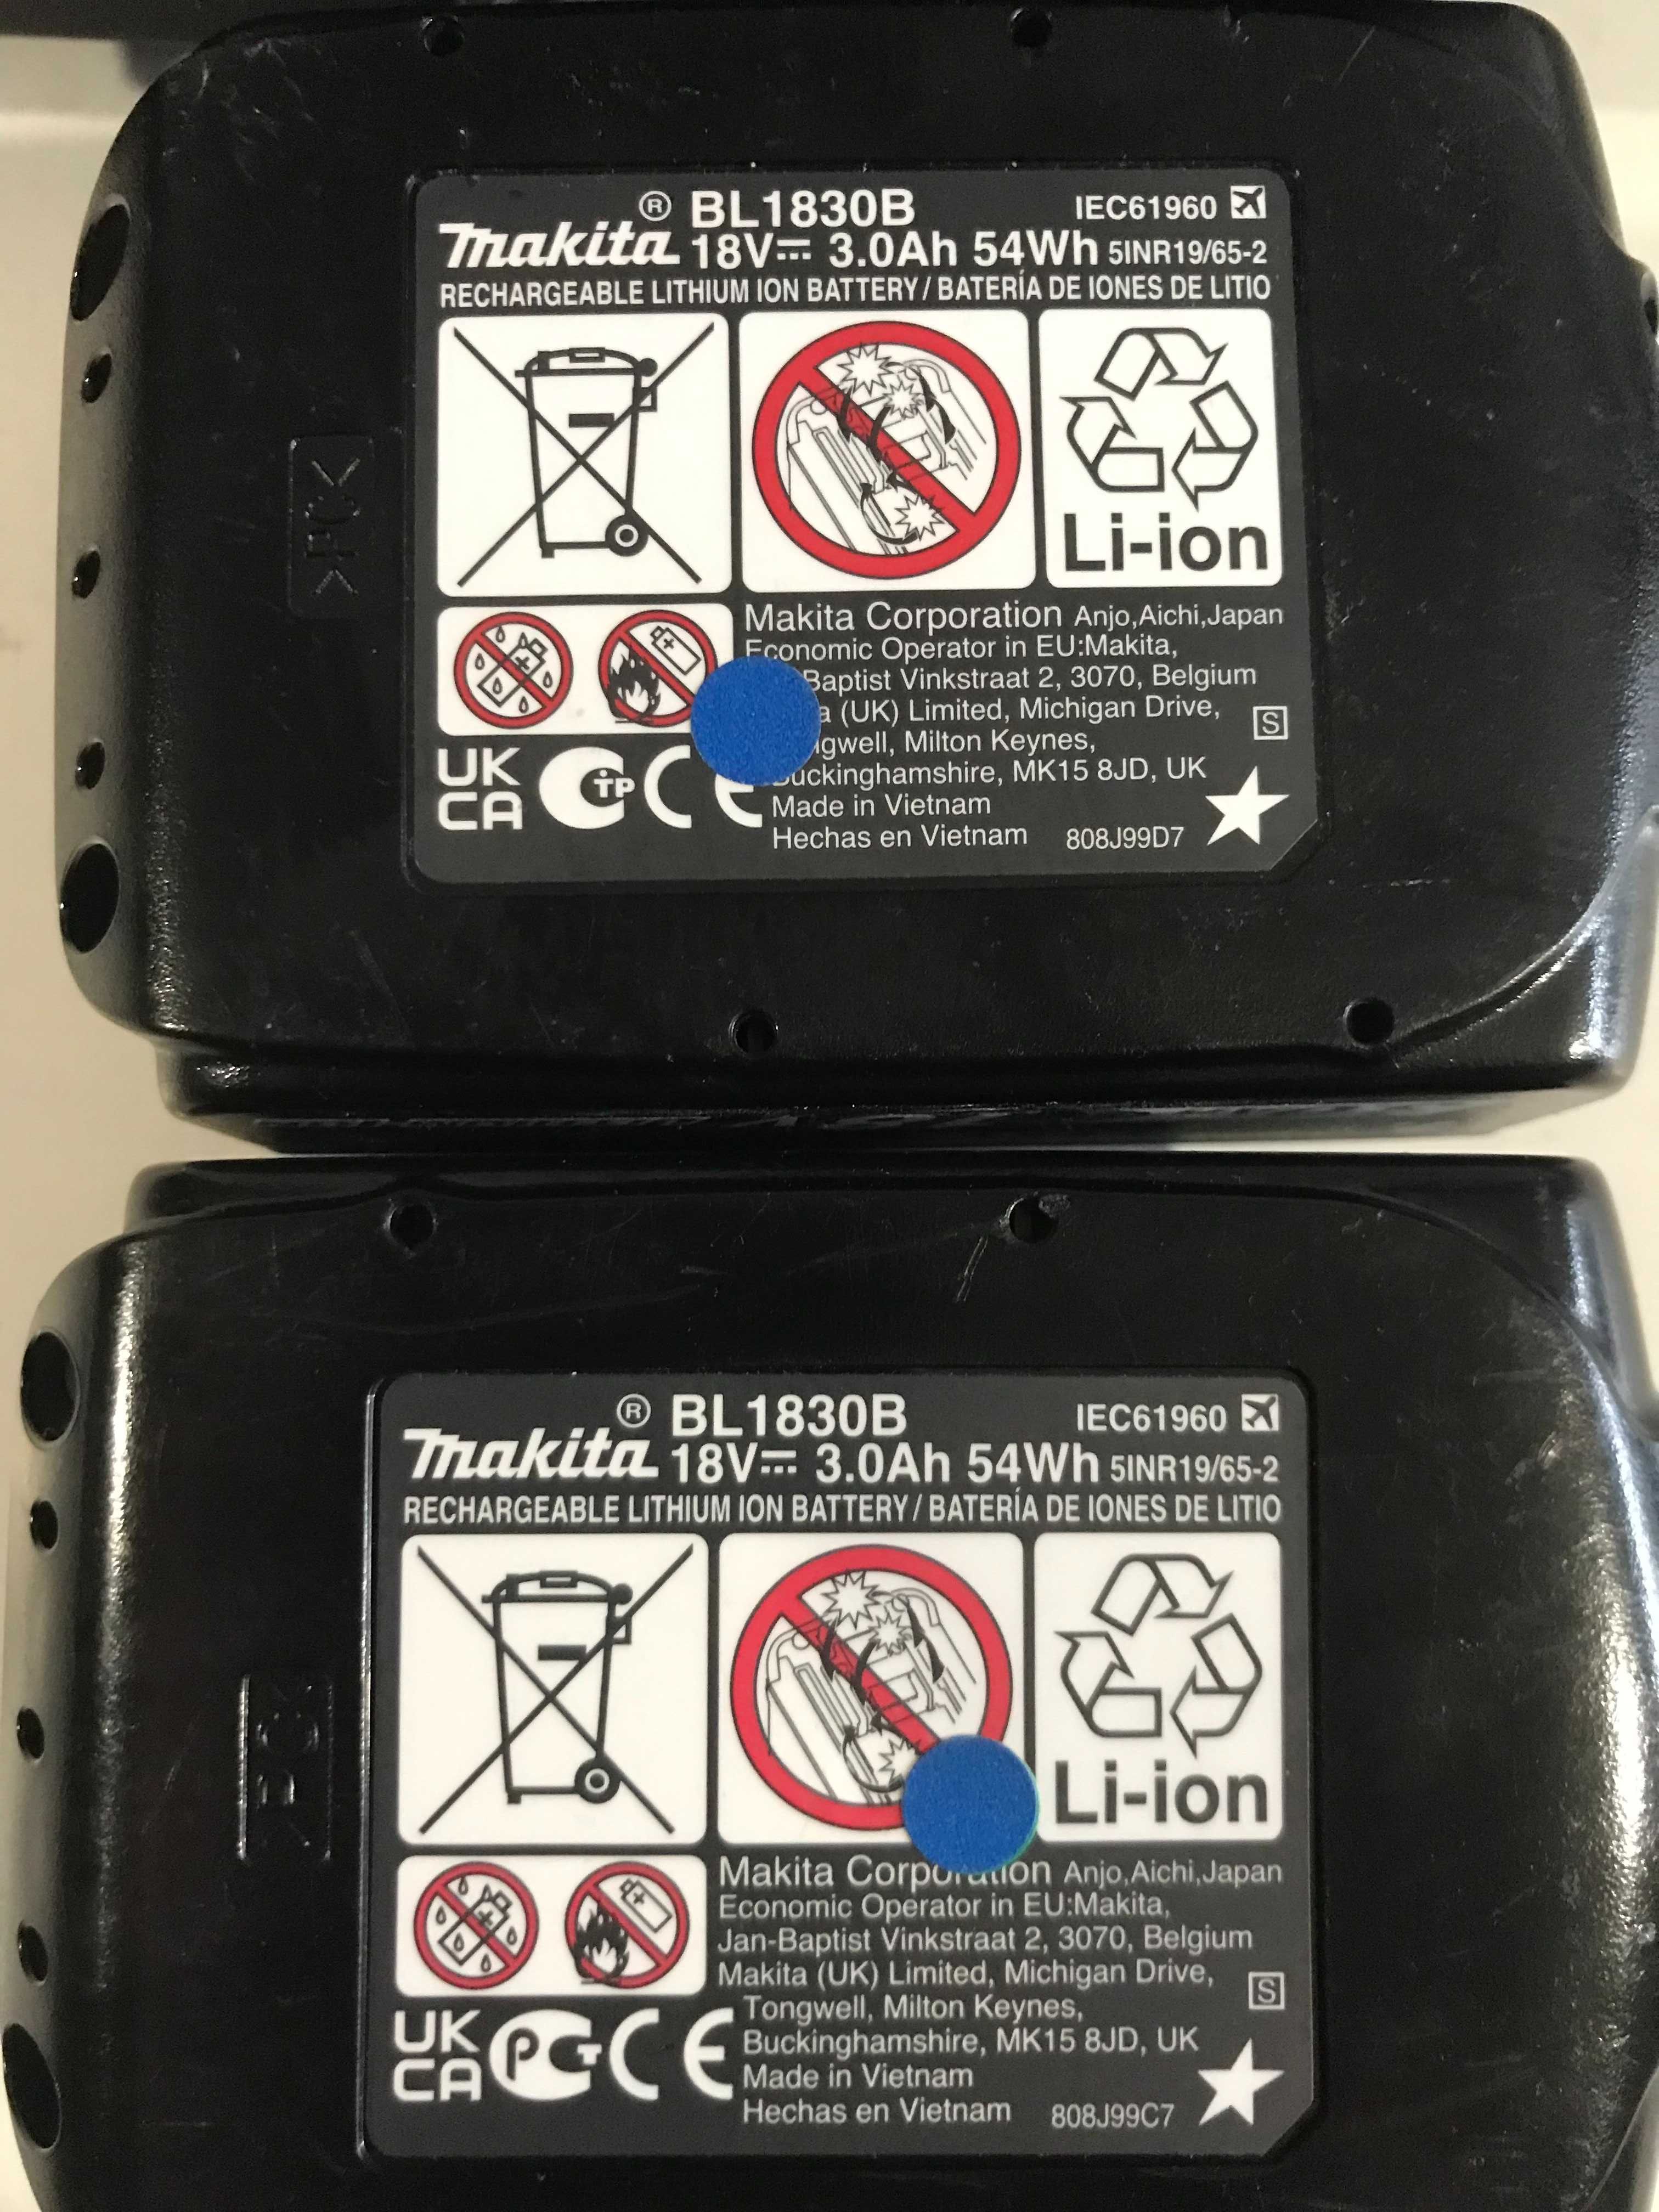 ® BL1830B IEC61960
makita 18V 3.0Ah 54Wh 5INR19/65-2
RECHARGEABLE LITHIUM ION BATTERY / BATERÍA DE IONES DE LITIO
>PC<
Li-ion
Makita Corporation Anjo,Aichi,Japan
Economic Operator in EU:Makita,
Baptist Vinkstraat 2, 3070, Belgium
(UK) Limited, Michigan Drive,
S
Milton Keynes,
Buckinghamshire, MK15 8JD, UK
UK
CA
CE
Made in Vietnam
Hechas en Vietnam 808J99D7
® BL1830B IEC61960
makita 18V 3.0Ah 54Wh 5INR19/65-2
RECHARGEABLE LITHIUM ION BATTERY / BATERÍA DE IONES DE LITIO
Li-ion
Makita Corporation Anjo,Aichi,Japan
Economic Operator in EU:Makita,
Jan-Baptist Vinkstraat 2, 3070, Belgium
Makita (UK) Limited, Michigan Drive,
S
Tongwell, Milton Keynes,
Buckinghamshire, MK15 8JD, UK
UK
CA
CE
Made in Vietnam
Hechas en Vietnam 808J99C7